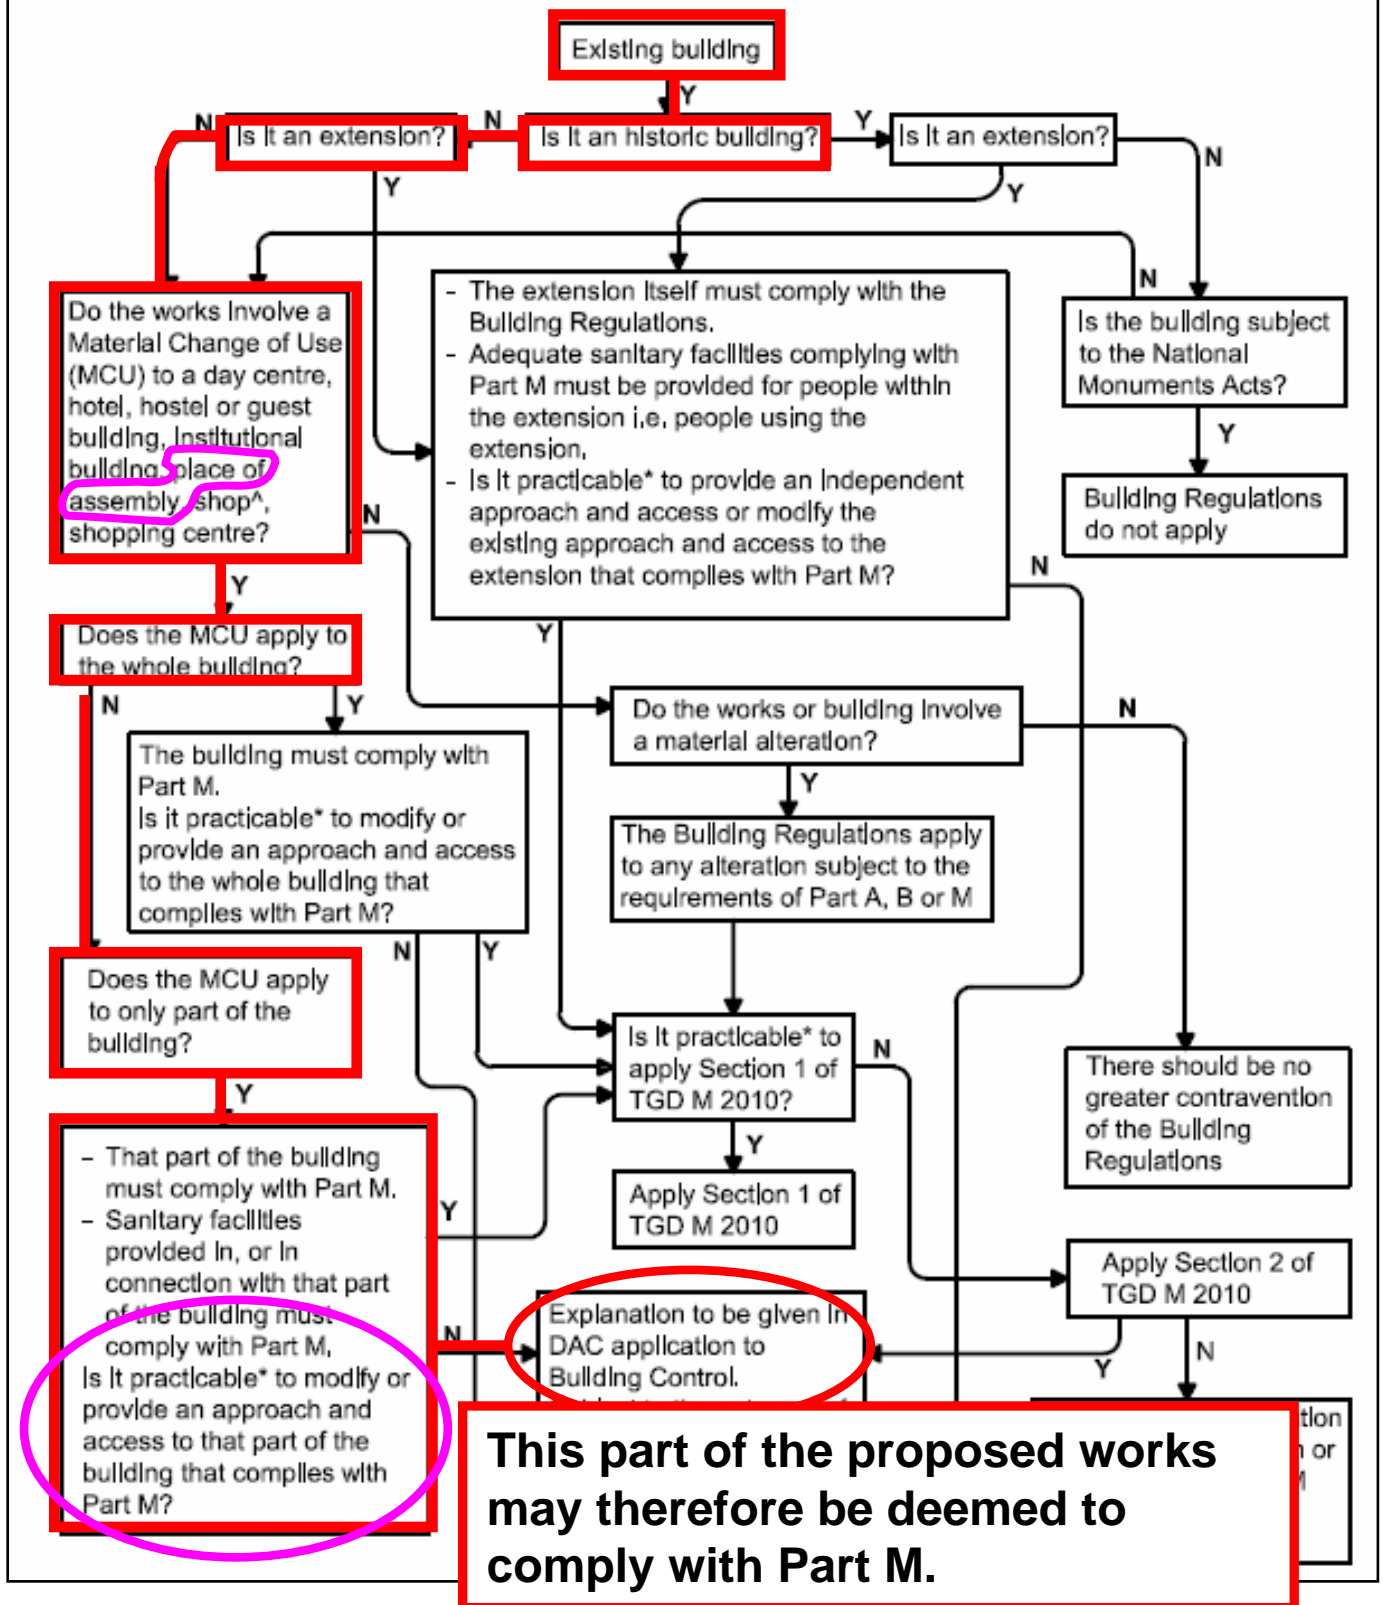 Existing building
Y
N
Is it an extension?
N
Is it an historic building?
Y
Is it an extension?
N
Y
Y
N
Do the works involve a
Material Change of Use
(MCU) to a day centre,
hotel, hostel or guest
building, institutional
building, place of
assembly, shop^,
shopping centre?
N
Y
- The extension itself must comply with the
Building Regulations.
- Adequate sanitary facilities complying with
Part M must be provided for people within
the extension i.e. people using the
extension.
- Is it practicable* to provide an independent
approach and access or modify the
existing approach and access to the
extension that complies with Part M?
N
Y
Is the building subject
to the National
Monuments Acts?
Y
Building Regulations
do not apply
Does the MCU apply to
the whole building?
N
Y
The building must comply with
Part M.
Is it practicable* to modify or
provide an approach and access
to the whole building that
complies with Part M?
N
Y
Do the works or building involve
a material alteration?
N
Y
The Building Regulations apply
to any alteration subject to the
requirements of Part A, B or M
Does the MCU apply
to only part of the
building?
Y
Is it practicable* to
apply Section 1 of
TGD M 2010?
N
Y
There should be no
greater contravention
of the Building
Regulations
Apply Section 1 of
TGD M 2010
- That part of the building
must comply with Part M.
- Sanitary facilities
provided in, or in
connection with that part
of the building must
comply with Part M.
Is it practicable* to modify or
provide an approach and
access to that part of the
building that complies with
Part M?
Y
N
Apply Section 2 of
TGD M 2010
Y
N
Explanation to be given in
DAC application to
Building Control.
This part of the proposed works
may therefore be deemed to
comply with Part M.